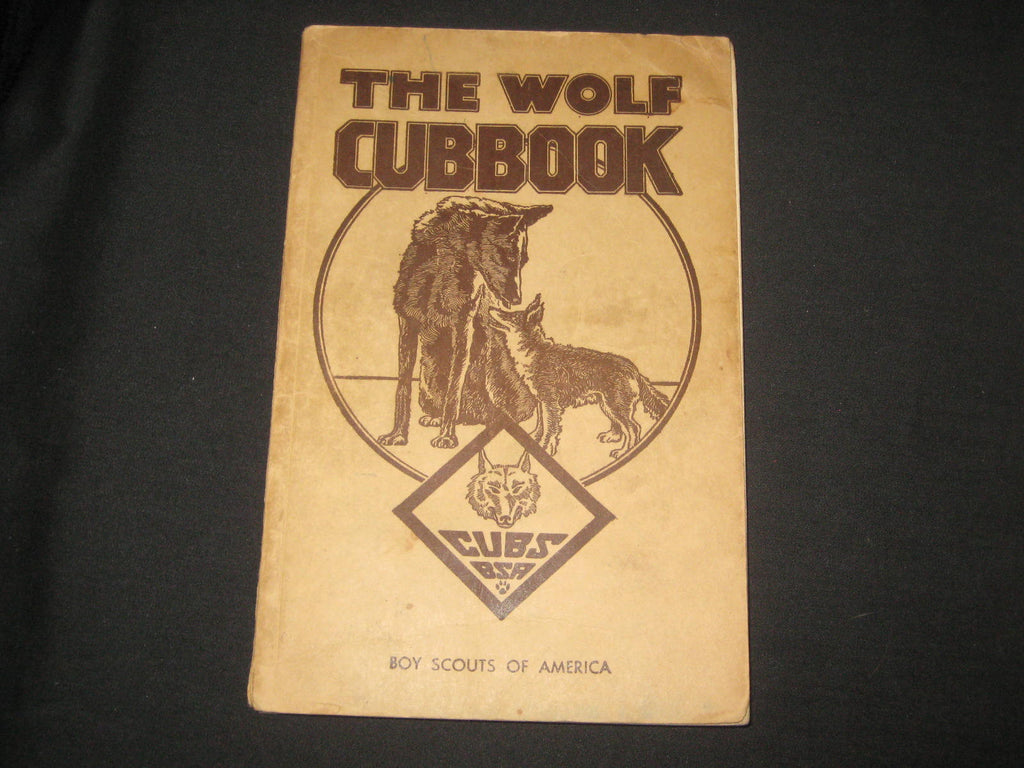 THE WOLF
CUBBOOK
CUBS
BSA
BOY SCOUTS OF AMERICA